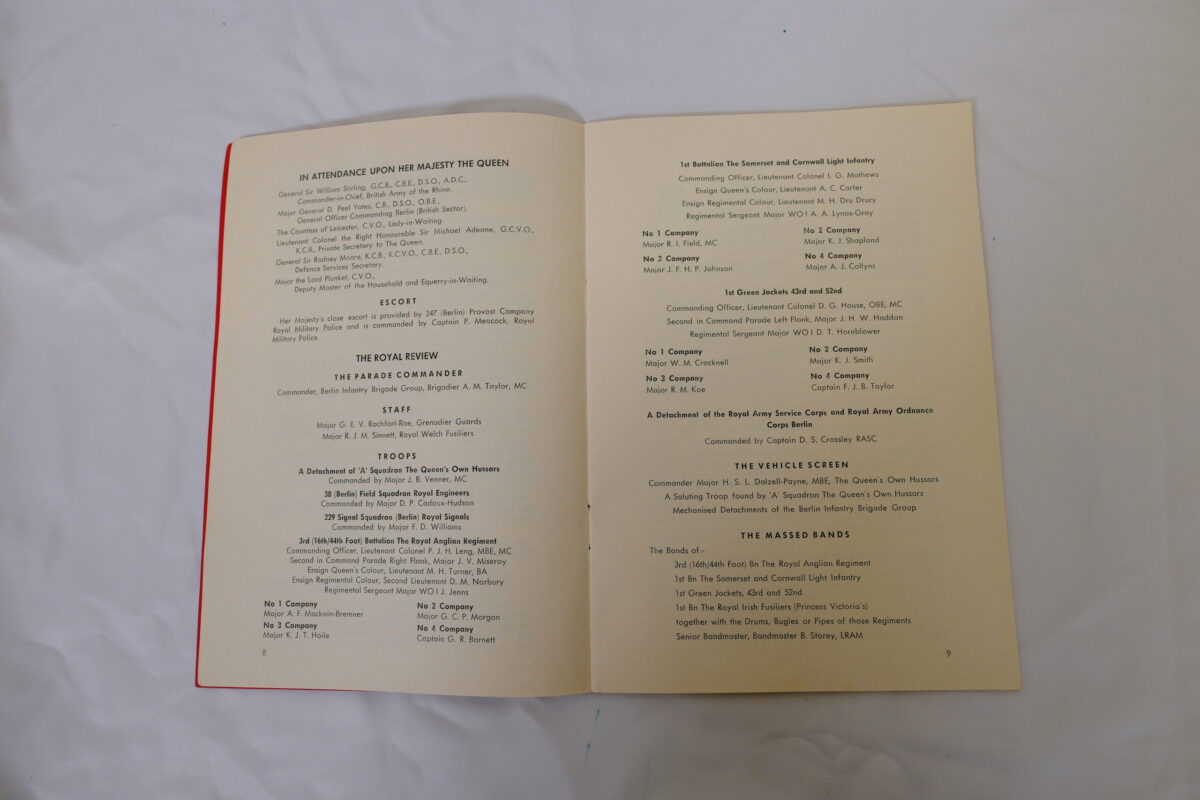 IN ATTENDANCE UPON HER MAJESTY THE QUEEN
General Sir William Stirling, G.C.B., C.B.E., D.S.O., A.D.C.,
Commander-in-Chief, British Army of the Rhine.
Major General D. Peel Yates, C.B., D.S.O., O.B.E.,
General Officer Commanding Berlin (British Sector).
The Countess of Leicester, C.V.O., Lady-in-Waiting.
Lieutenant Colonel the Right Honourable Sir Michael Adeane, G.C.V.O.,
K.C.B., Private Secretary to The Queen.
General Sir Rodney Moore, K.C.B., K.C.V.O., C.B.E., D.S.O.,
Defence Services Secretary.
Major the Lord Plunket, C.V.O.,
Deputy Master of the Household and Equerry-in-Waiting.
ESCORT
Her Majesty's close escort is provided by 247 (Berlin) Provost Company
Royal Military Police and is commanded by Captain P. Meacock, Royal
Military Police.
THE ROYAL REVIEW
THE PARADE COMMANDER
Commander, Berlin Infantry Brigade Group, Brigadier A. M. Taylor, MC
STAFF
Major G. E. V. Rochfort-Rae, Grenadier Guards
Major R. J. M. Sinnett, Royal Welch Fusiliers
TROOPS
A Detachment of 'A' Squadron The Queen's Own Hussars
Commanded by Major J. B. Venner, MC
38 (Berlin) Field Squadron Royal Engineers
Commanded by Major D. P. Cadoux-Hudson
229 Signal Squadron (Berlin) Royal Signals
Commanded by Major F. D. Williams
3rd (16th/44th Foot) Battalion The Royal Anglian Regiment
Commanding Officer, Lieutenant Colonel P. J. H. Leng, MBE, MC
Second in Command Parade Right Flank, Major J. V. Miseroy
Ensign Queen's Colour, Lieutenant M. H. Turner, BA
Ensign Regimental Colour, Second Lieutenant D. M. Norbury
Regimental Sergeant Major WO I J. Jenns
No 1 Company No 2 Company
Major A. F. Mackain-Bremner Major G. C. P. Morgan
No 3 Company No 4 Company
Major K. J. T. Hoile Captain G. R. Barnett
8
1st Battalion The Somerset and Cornwall Light Infantry
Commanding Officer, Lieutenant Colonel I. G. Mathews
Ensign Queen's Colour, Lieutenant A. C. Carter
Ensign Regimental Colour, Lieutenant M. H. Dru Drury
Regimental Sergeant Major WO I A. A. Lynas-Gray
No 1 Company No 2 Company
Major R. I. Field, MC Major K. J. Shapland
No 3 Company No 4 Company
Major J. F. H. P. Johnson Major A. J. Collyns
1st Green Jackets 43rd and 52nd
Commanding Officer, Lieutenant Colonel D. G. House, OBE, MC
Second in Command Parade Left Flank, Major J. H. W. Haddon
Regimental Sergeant Major WO I D. T. Hornblower
No 1 Company No 2 Company
Major W. M. Cracknell Major K. J. Smith
No 3 Company No 4 Company
Major R. M. Koe Captain F. J. B. Taylor
A Detachment of the Royal Army Service Corps and Royal Army Ordnance
Corps Berlin
Commanded by Captain D. S. Crossley RASC
THE VEHICLE SCREEN
Commander Major H. S. L. Dalzell-Payne, MBE, The Queen's Own Hussars
A Saluting Troop found by 'A' Squadron The Queen's Own Hussars
Mechanised Detachments of the Berlin Infantry Brigade Group
THE MASSED BANDS
The Bands of:-
3rd (16th/44th Foot) Bn The Royal Anglian Regiment
1st Bn The Somerset and Cornwall Light Infantry
1st Green Jackets, 43rd and 52nd
1st Bn The Royal Irish Fusiliers (Princess Victoria's)
together with the Drums, Bugles or Pipes of those Regiments
Senior Bandmaster, Bandmaster B. Storey, LRAM
9